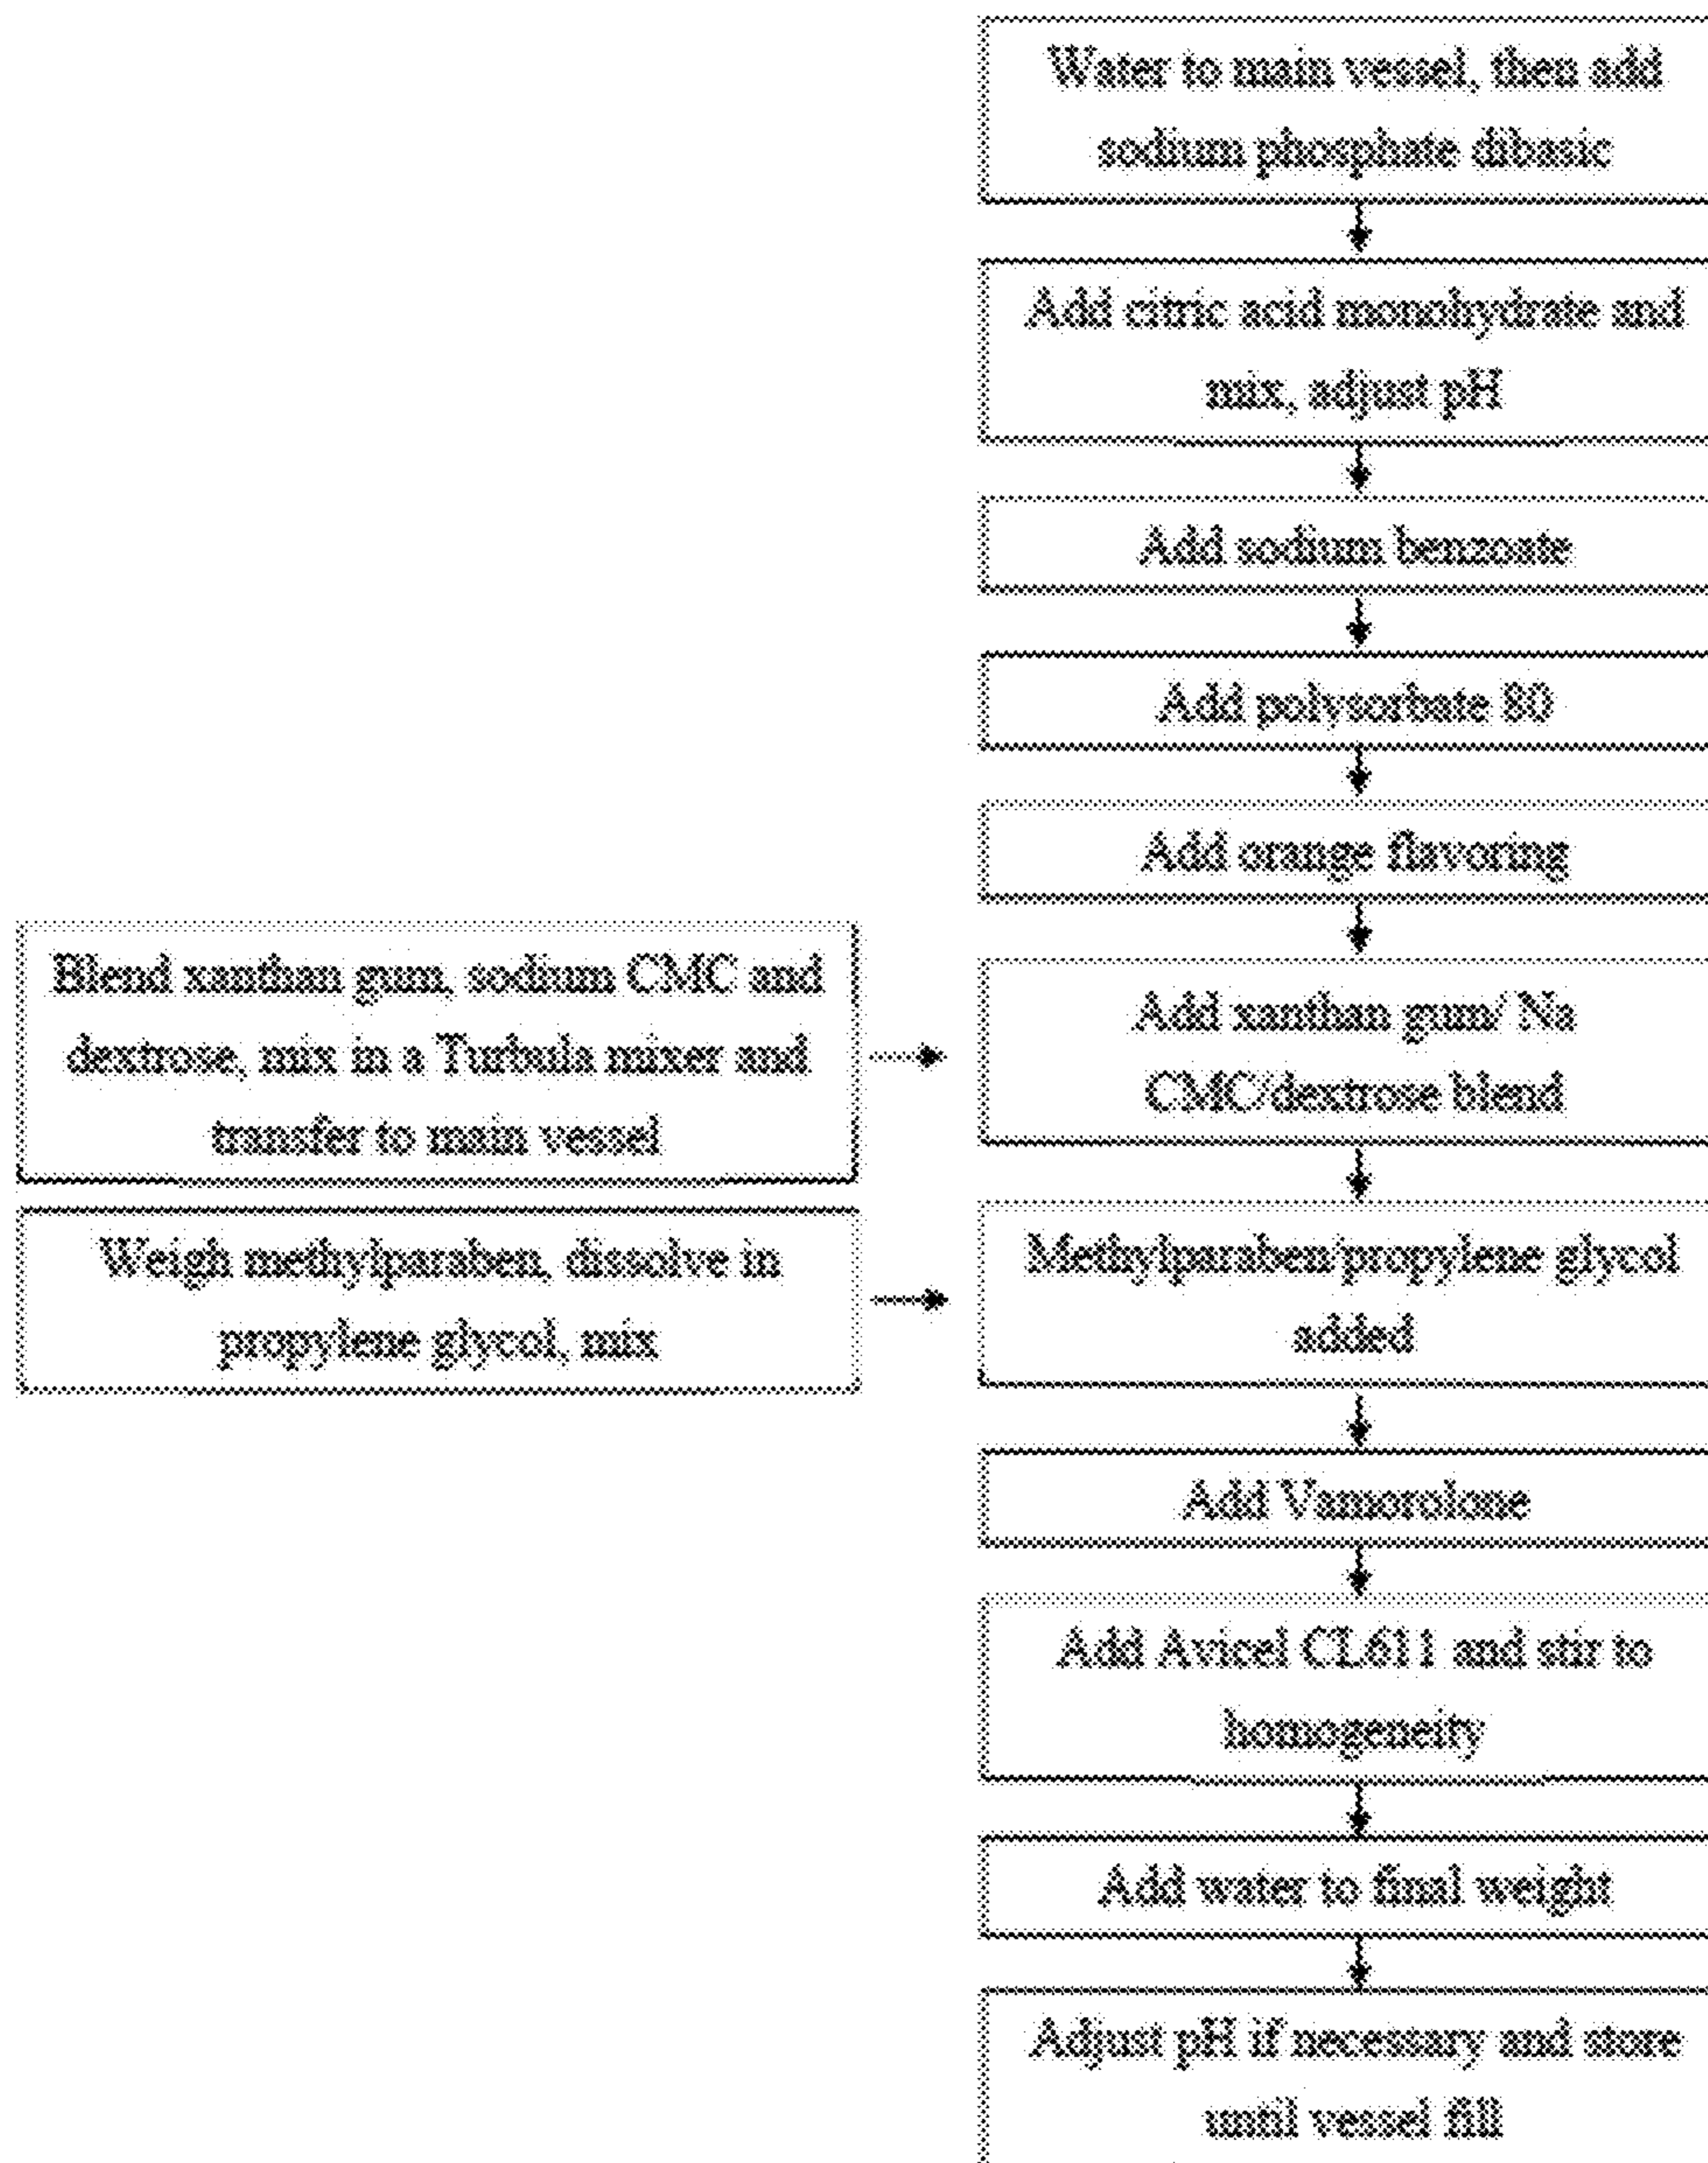 Water to main vessel, then add
sodium phosphate dibasic
Add citric acid monohydrate and
mix, adjust pH
Add sodium benzoate
Add polysorbate 80
Add orange flavoring
Blend xanthan gum, sodium CMC and
dextrose, mix in a Turbula mixer and
transfer to main vessel
Add xanthan gum/ Na
CMC/dextrose blend
Weigh methylparaben, dissolve in
propylene glycol, mix
Methylparaben/propylene glycol
added
Add Vamorolone
Add Avicel CL611 and stir to
homogeneity
Add water to final weight
Adjust pH if necessary and store
until vessel fill